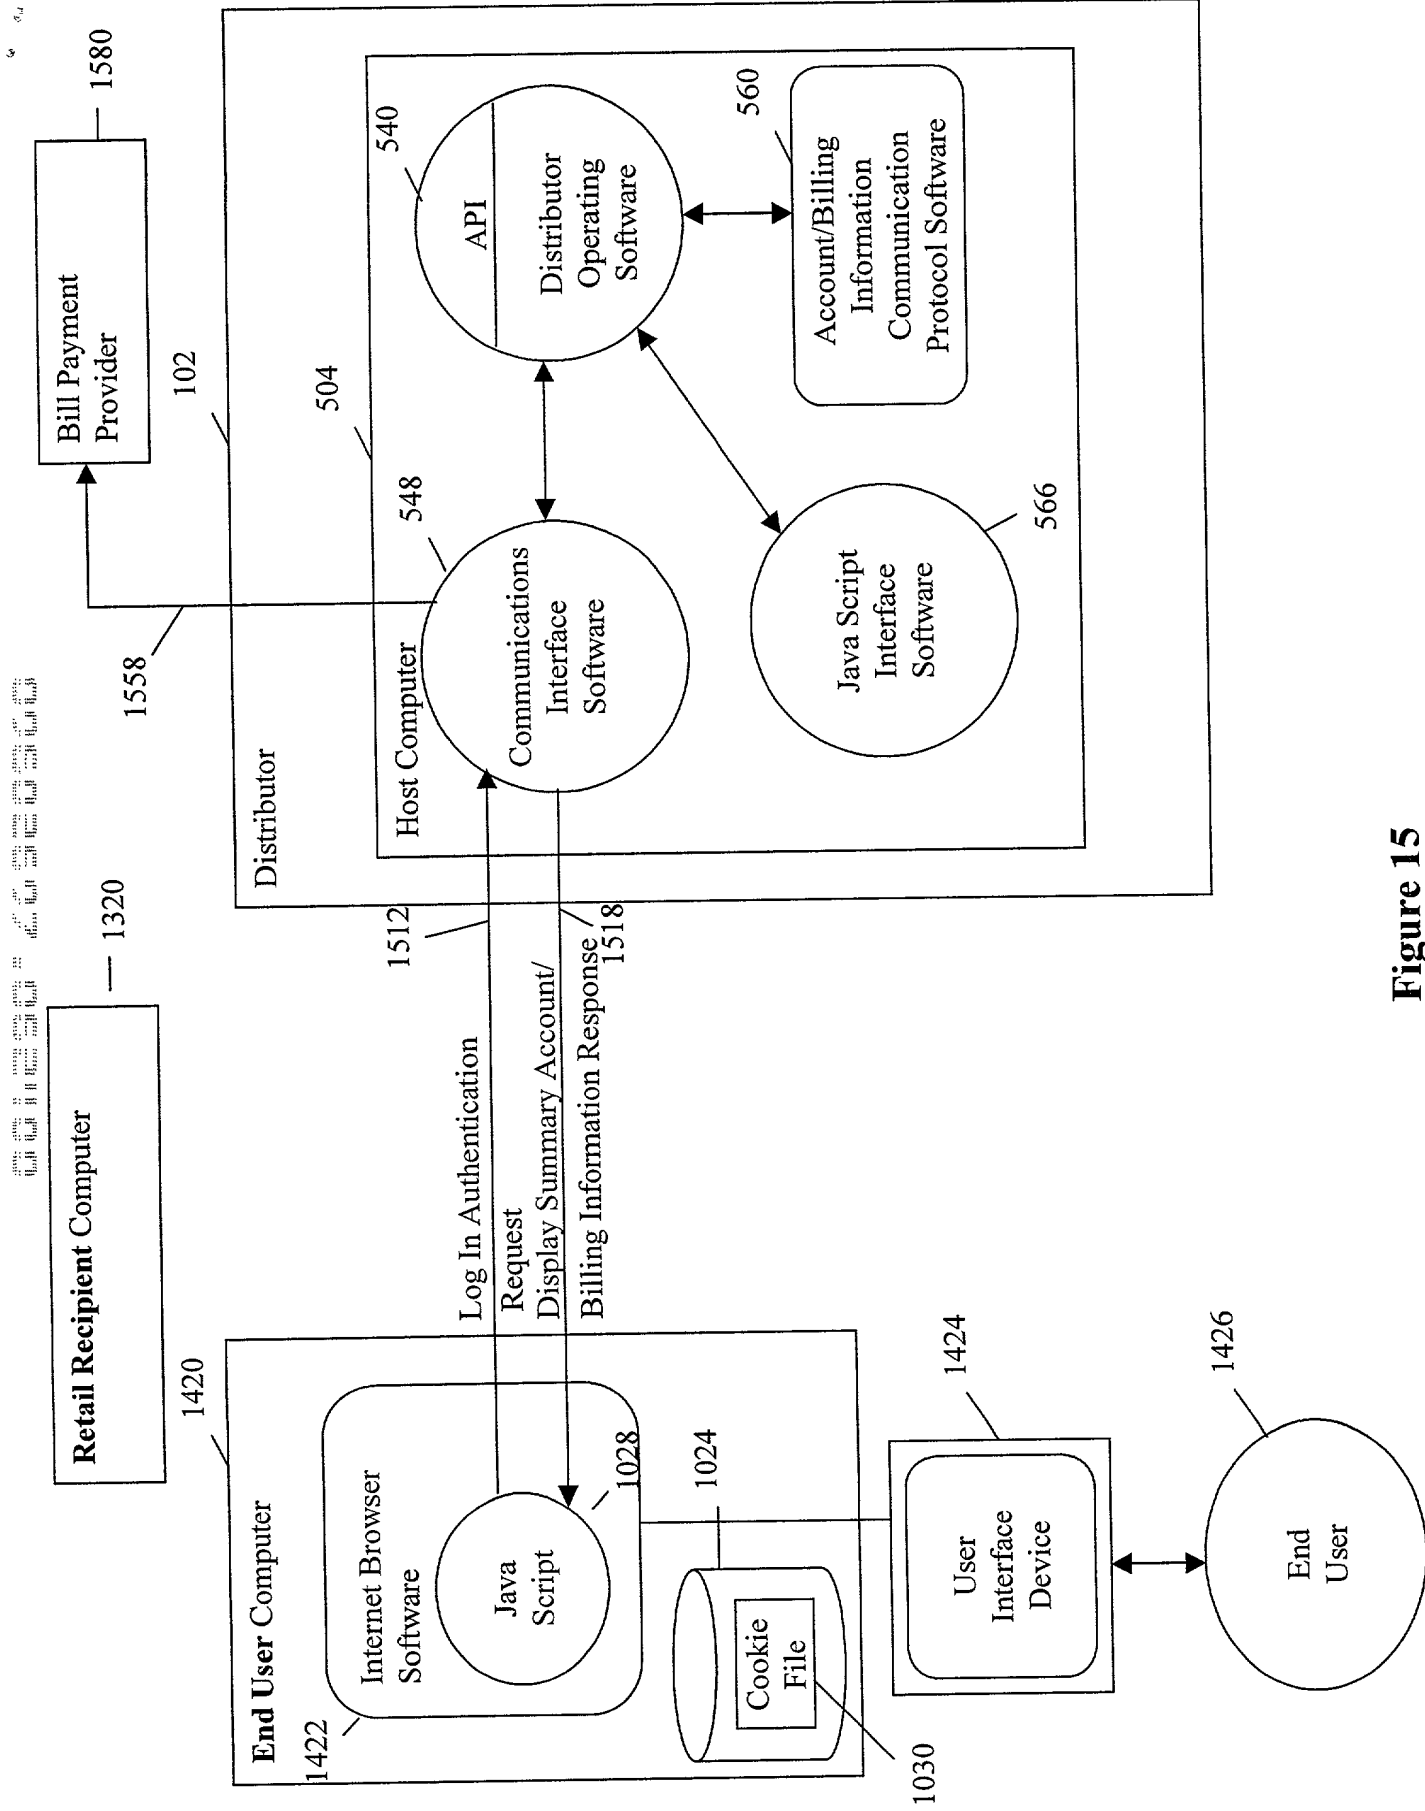 Retail Recipient Computer
1320
Bill Payment
Provider
1580
1558
End User Computer
1420
Internet Browser
Software
1422
Java
Script
1028
Cookie
File
1024
1030
User
Interface
Device
1424
End
User
1426
Log In Authentication
Request
1512
Display Summary Account/
Billing Information Response
1518
Distributor
102
Host Computer
504
Communications
Interface
Software
548
API
Distributor
Operating
Software
540
Java Script
Interface
Software
566
Account/Billing
Information
Communication
Protocol Software
560
Figure 15